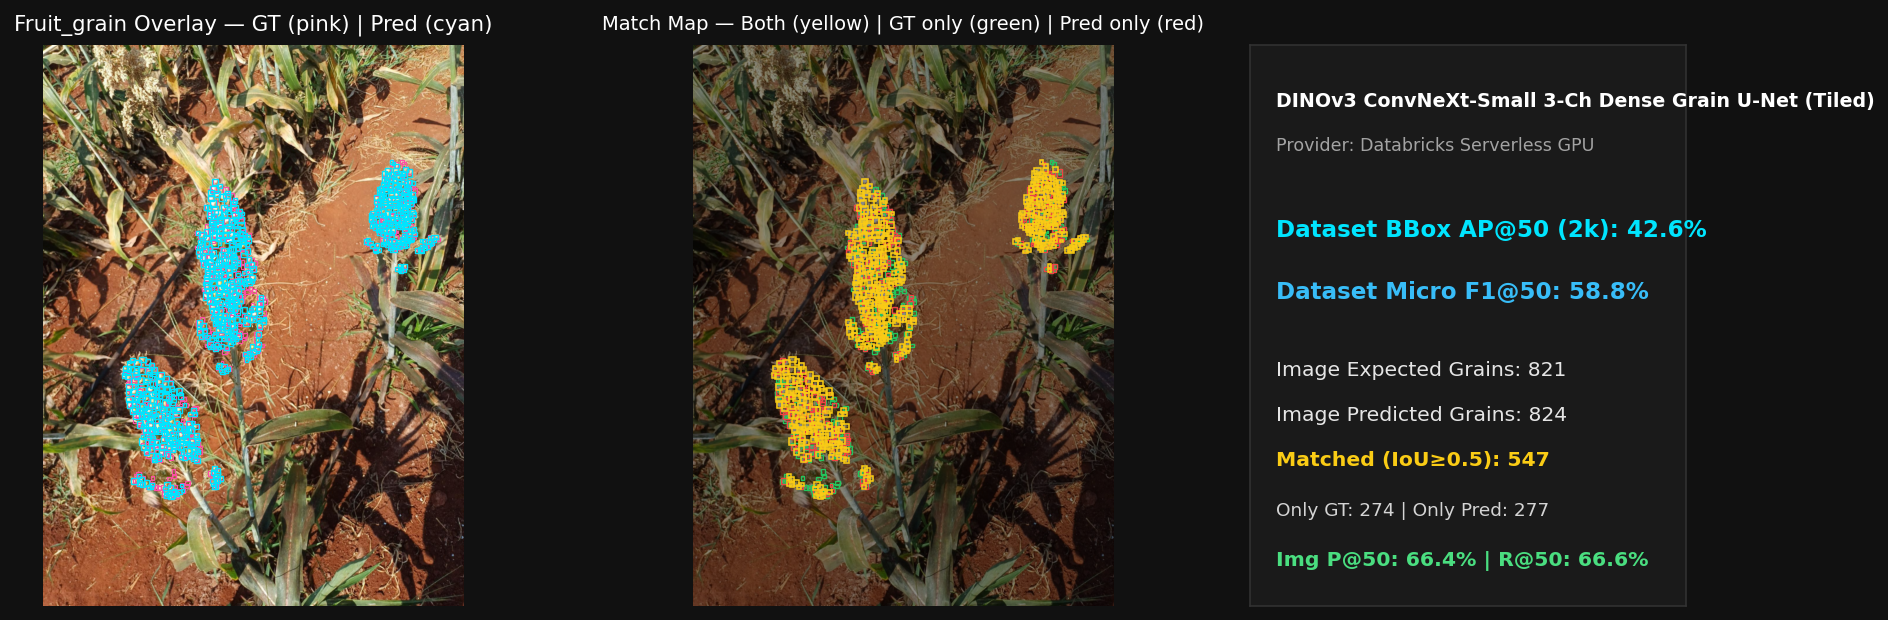 Fruit_grain Overlay — GT (pink) | Pred (cyan)
Match Map — Both (yellow) | GT only (green) | Pred only (red)
DINOv3 ConvNeXt-Small 3-Ch Dense Grain U-Net (Tiled)
Provider: Databricks Serverless GPU
Dataset BBox AP@50 (2k): 42.6%
Dataset Micro F1@50: 58.8%
Image Expected Grains: 821
Image Predicted Grains: 824
Matched (IoU≥0.5): 547
Only GT: 274 | Only Pred: 277
Img P@50: 66.4% | R@50: 66.6%